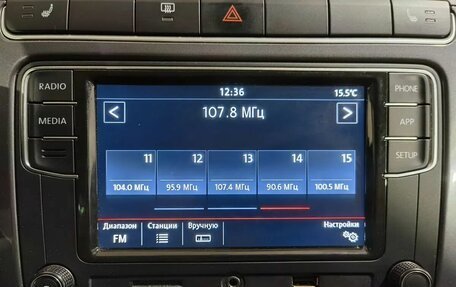 RADIO
MEDIA
PHONE
APP
SETUP
12:36 15.5°C
107.8 МГц
11 12 13 14 15
104.0 МГц 95.9 МГц 107.4 МГц 90.6 МГц 100.5 МГц
Диапазон Станции Вручную Настройки
FM